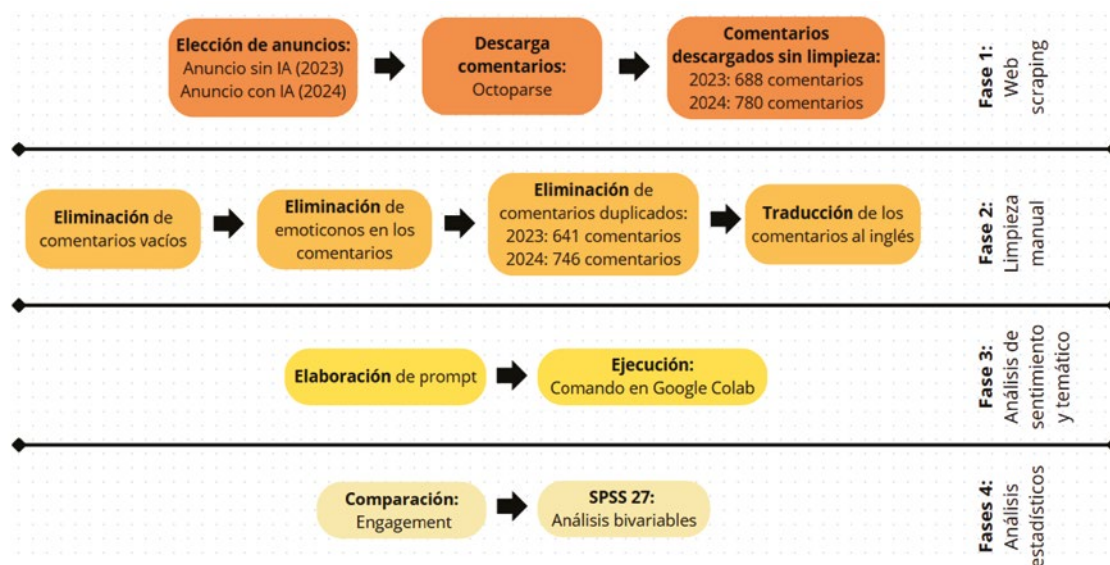 Elección de anuncios:
Anuncio sin IA (2023)
Anuncio con IA (2024)
Descarga
comentarios:
Octoparse
Comentarios
descargados sin limpieza:
2023: 688 comentarios
2024: 780 comentarios
Fase 1:
Web
scraping
Eliminación de
comentarios vacíos
Eliminación de
emoticonos en los
comentarios
Eliminación de
comentarios duplicados:
2023: 641 comentarios
2024: 746 comentarios
Traducción de los
comentarios al inglés
Fase 2:
Limpieza
manual
Elaboración de prompt
Ejecución:
Comando en Google Colab
Fase 3:
Análisis de
sentimiento
y temático
Comparación:
Engagement
SPSS 27:
Análisis bivariables
Fases 4:
Análisis
estadísticos